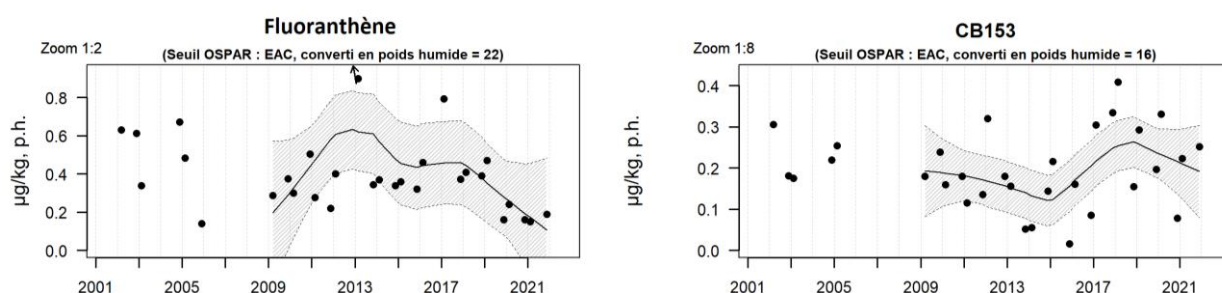 Fluoranthène
Zoom 1:2
(Seuil OSPAR : EAC, converti en poids humide = 22)
µg/kg, p.h.
0.8
0.6
0.4
0.2
0.0
2001 2005 2009 2013 2017 2021
CB153
Zoom 1:8
(Seuil OSPAR : EAC, converti en poids humide = 16)
µg/kg, p.h.
0.4
0.3
0.2
0.1
0.0
2001 2005 2009 2013 2017 2021